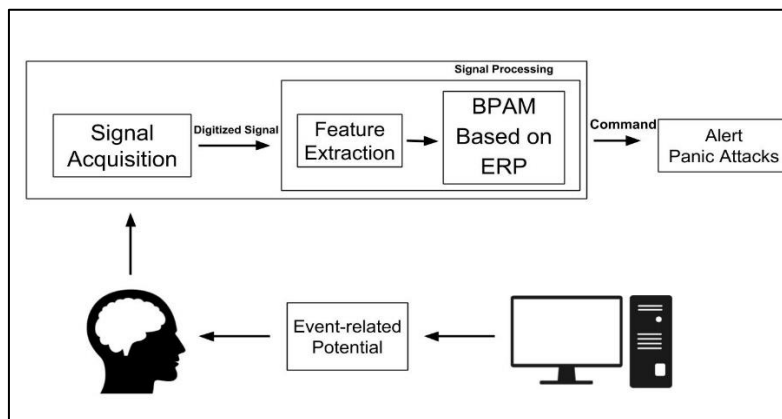 Signal Processing
Signal
Acquisition
Digitized Signal
Feature
Extraction
BPAM
Based on
ERP
Command
Alert
Panic Attacks
Event-related
Potential